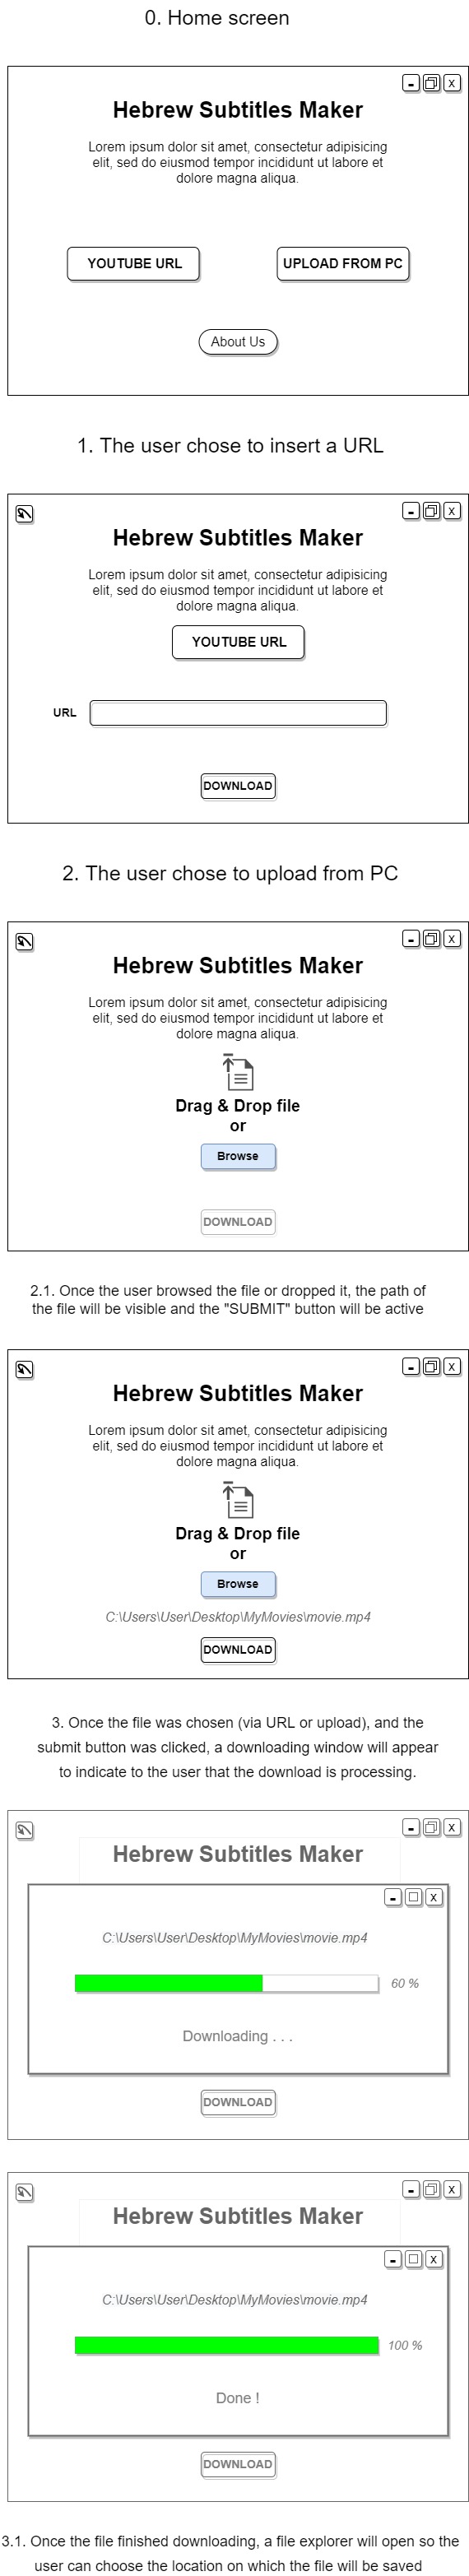 0. Home screen
x
Hebrew Subtitles Maker
Lorem ipsum dolor sit amet, consectetur adipisicing
elit, sed do eiusmod tempor incididunt ut labore et
dolore magna aliqua.
YOUTUBE URL
UPLOAD FROM PC
About Us
1. The user chose to insert a URL
x
Hebrew Subtitles Maker
Lorem ipsum dolor sit amet, consectetur adipisicing
elit, sed do eiusmod tempor incididunt ut labore et
dolore magna aliqua.
YOUTUBE URL
URL
DOWNLOAD
2. The user chose to upload from PC
x
Hebrew Subtitles Maker
Lorem ipsum dolor sit amet, consectetur adipisicing
elit, sed do eiusmod tempor incididunt ut labore et
dolore magna aliqua.
Drag & Drop file
or
Browse
DOWNLOAD
2.1. Once the user browsed the file or dropped it, the path of
the file will be visible and the "SUBMIT" button will be active
x
Hebrew Subtitles Maker
Lorem ipsum dolor sit amet, consectetur adipisicing
elit, sed do eiusmod tempor incididunt ut labore et
dolore magna aliqua.
Drag & Drop file
or
Browse
C:\Users\User\Desktop\MyMovies\movie.mp4
DOWNLOAD
3. Once the file was chosen (via URL or upload), and the
submit button was clicked, a downloading window will appear
to indicate to the user that the download is processing.
x
Hebrew Subtitles Maker
x
C:\Users\User\Desktop\MyMovies\movie.mp4
60 %
Downloading . . .
DOWNLOAD
x
Hebrew Subtitles Maker
x
C:\Users\User\Desktop\MyMovies\movie.mp4
100 %
Done !
DOWNLOAD
3.1. Once the file finished downloading, a file explorer will open so the
user can choose the location on which the file will be saved